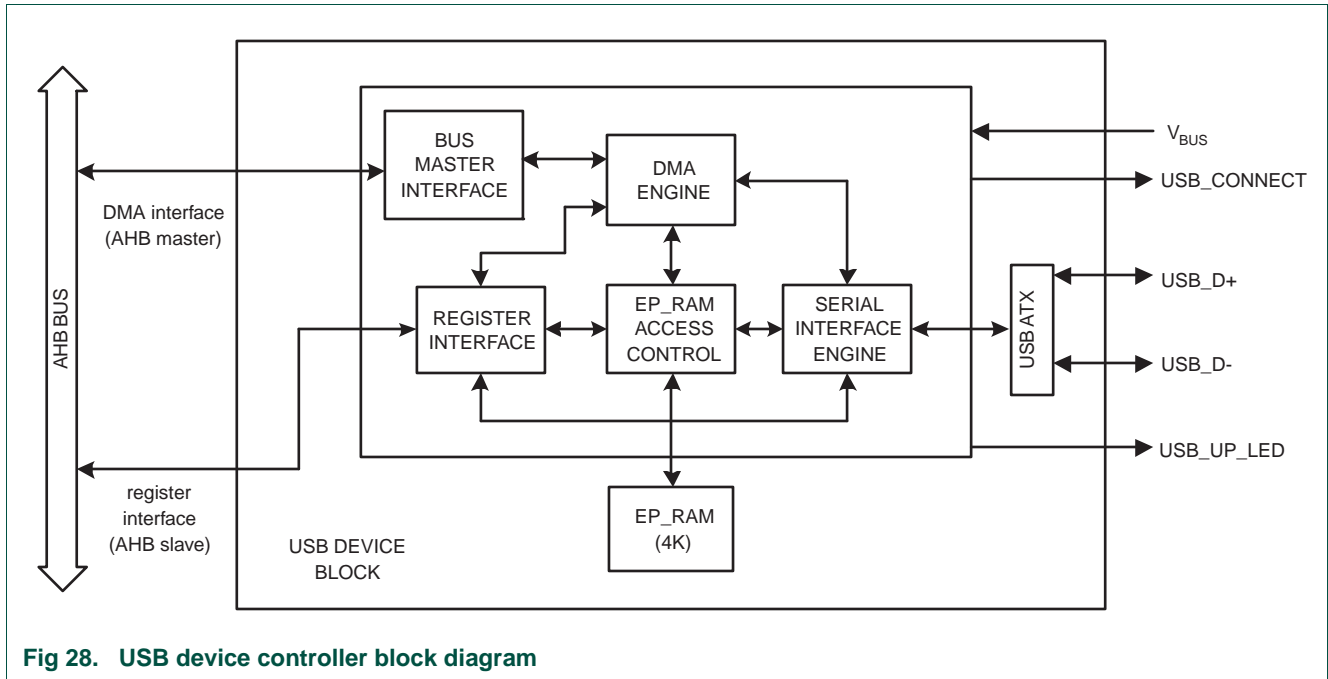 AHB BUS
DMA interface
(AHB master)
register
interface
(AHB slave)
USB DEVICE
BLOCK
BUS
MASTER
INTERFACE
DMA
ENGINE
REGISTER
INTERFACE
EP_RAM
ACCESS
CONTROL
SERIAL
INTERFACE
ENGINE
EP_RAM
(4K)
USB ATX
VBUS
USB_CONNECT
USB_D+
USB_D-
USB_UP_LED
Fig 28. USB device controller block diagram